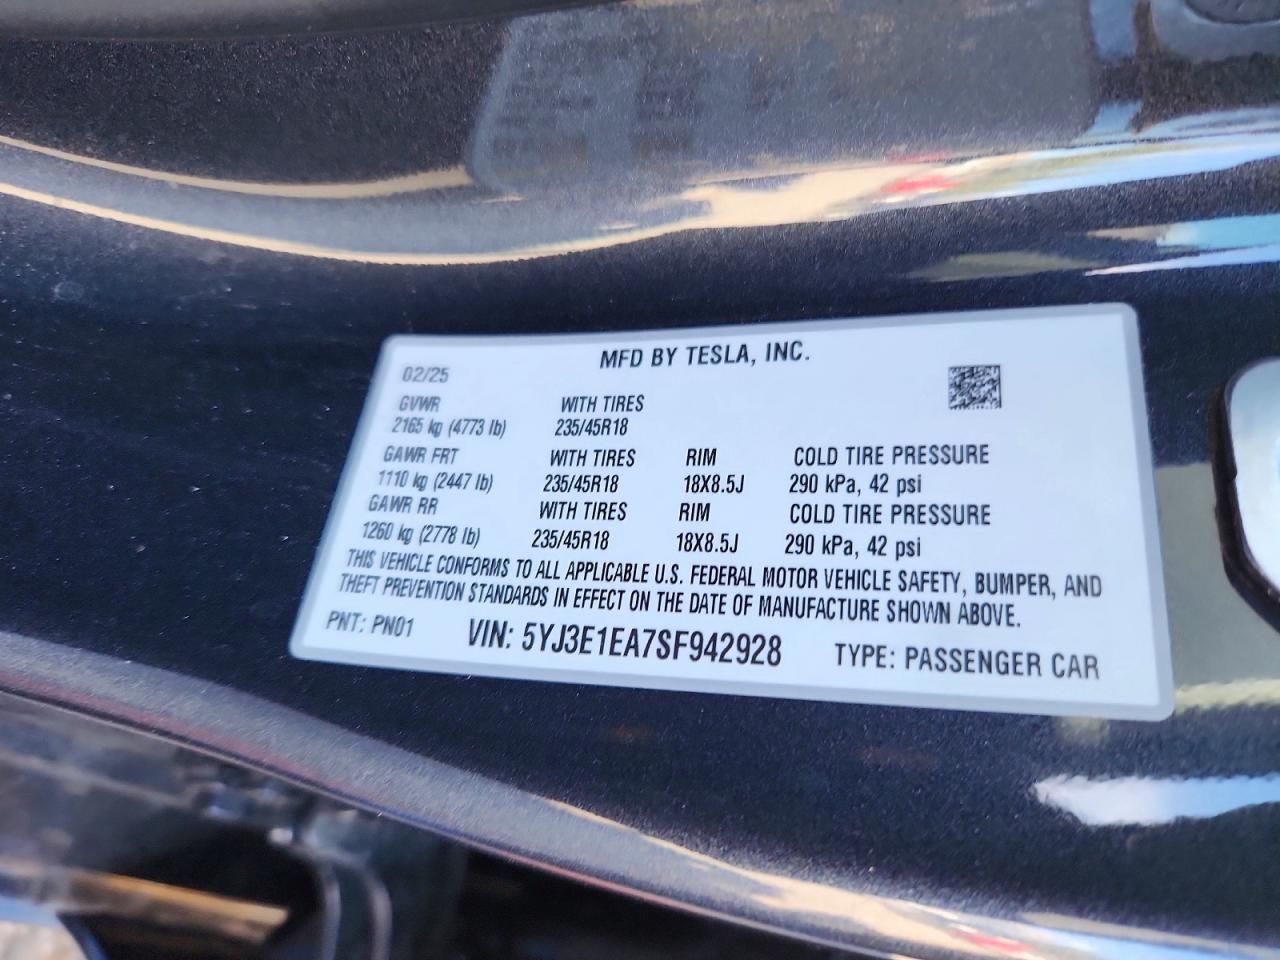 MFD BY TESLA, INC.
02/25
GVWR WITH TIRES
2165 kg (4773 lb) 235/45R18
GAWR FRT WITH TIRES RIM COLD TIRE PRESSURE
1110 kg (2447 lb) 235/45R18 18X8.5J 290 kPa, 42 psi
GAWR RR WITH TIRES RIM COLD TIRE PRESSURE
1260 kg (2778 lb) 235/45R18 18X8.5J 290 kPa, 42 psi
THIS VEHICLE CONFORMS TO ALL APPLICABLE U.S. FEDERAL MOTOR VEHICLE SAFETY, BUMPER, AND
THEFT PREVENTION STANDARDS IN EFFECT ON THE DATE OF MANUFACTURE SHOWN ABOVE.
PNT: PN01 VIN: 5YJ3E1EA7SF942928 TYPE: PASSENGER CAR